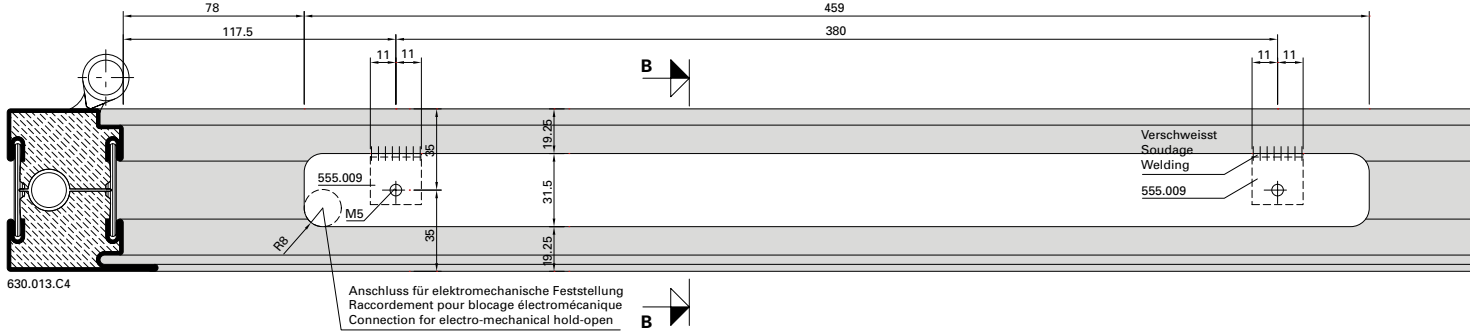 78
459
117.5
380
11
11
11
11
B
19.25
35
Verschweisst
Soudage
Welding
555.009
555.009
31.5
M5
R8
35
19.25
630.013.C4
Anschluss für elektromechanische Feststellung
Raccordement pour blocage électromécanique
Connection for electro-mechanical hold-open
B